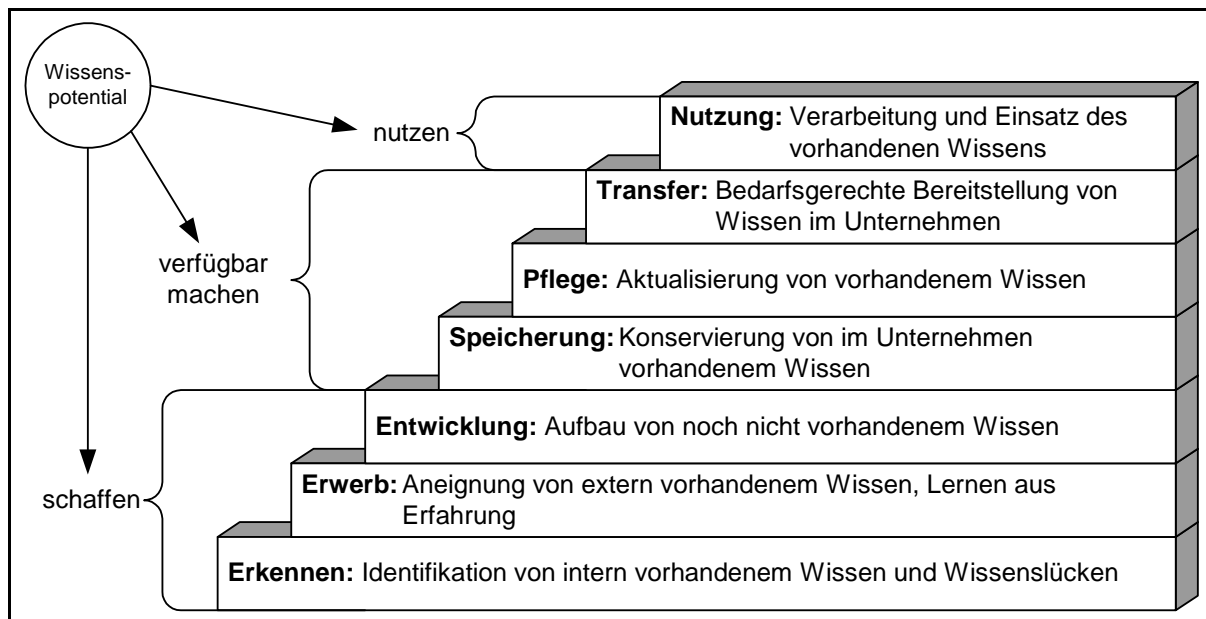 Wissens-
potential
nutzen
Nutzung: Verarbeitung und Einsatz des
vorhandenen Wissens
Transfer: Bedarfsgerechte Bereitstellung von
Wissen im Unternehmen
verfügbar
machen
Pflege: Aktualisierung von vorhandenem Wissen
Speicherung: Konservierung von im Unternehmen
vorhandenem Wissen
Entwicklung: Aufbau von noch nicht vorhandenem Wissen
schaffen
Erwerb: Aneignung von extern vorhandenem Wissen, Lernen aus
Erfahrung
Erkennen: Identifikation von intern vorhandenem Wissen und Wissenslücken